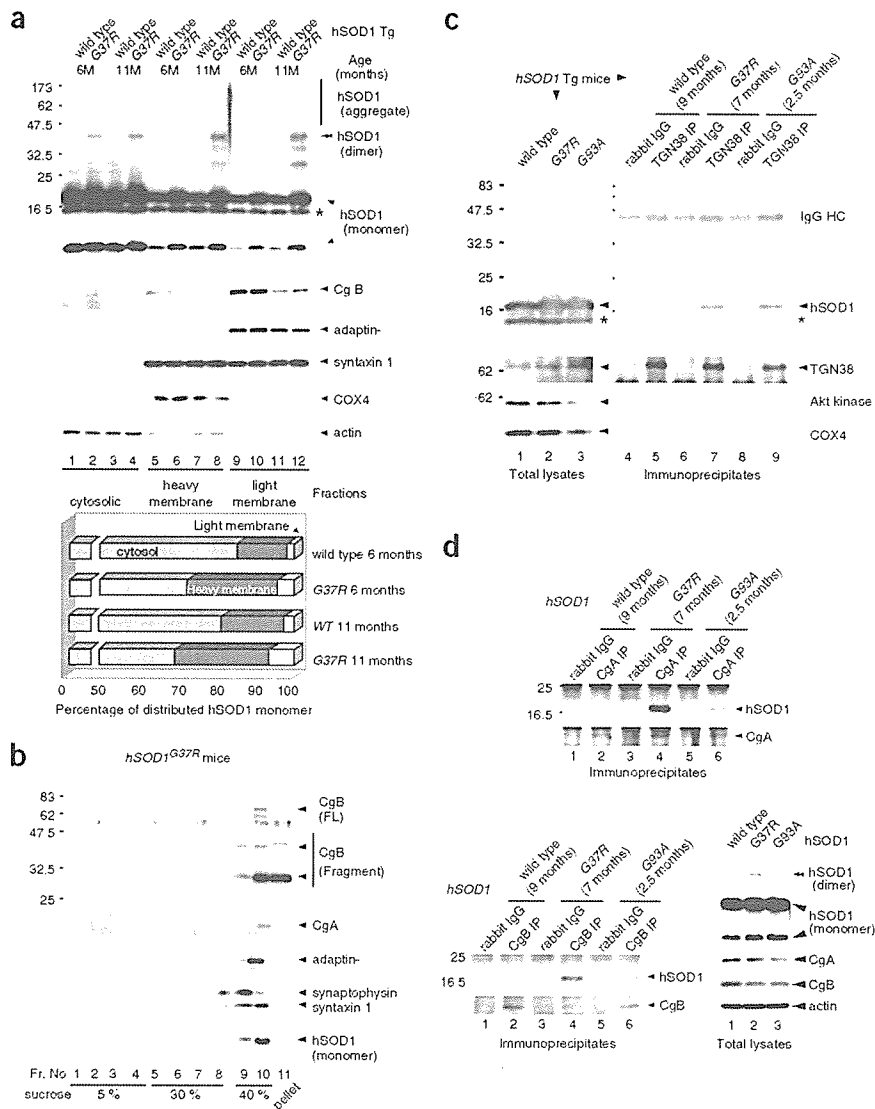 a
wild type G37R wild type G37R wild type G37R wild type G37R wild type G37R wild type G37R hSOD1 Tg
6M 11M 6M 11M 6M 11M Age (months)
173
62
47.5
32.5
25
16.5
hSOD1 (aggregate)
hSOD1 (dimer)
*
hSOD1 (monomer)
Cg B
adaptin-
syntaxin 1
COX4
actin
1 2 3 4 5 6 7 8 9 10 11 12
cytosolic heavy membrane light membrane Fractions
Light membrane
cytosol
Heavy membrane
wild type 6 months
G37R 6 months
WT 11 months
G37R 11 months
0 50 60 70 80 90 100
Percentage of distributed hSOD1 monomer
b
hSOD1G37R mice
83
62
47 5
32.5
25
CgB (FL)
CgB (Fragment)
CgA
adaptin-
synaptophysin
syntaxin 1
hSOD1 (monomer)
Fr. No 1 2 3 4 5 6 7 8 9 10 11
sucrose 5 % 30 % 40 % pellet
c
hSOD1 Tg mice
wild type (9 months) G37R (7 months) G93A (2.5 months)
wild type G37R G93A
rabbit IgG TGN38 IP rabbit IgG TGN38 IP rabbit IgG TGN38 IP
83
47.5
32.5
25
16
62
62
IgG HC
hSOD1
* *
TGN38
Akt kinase
COX4
1 2 3 4 5 6 7 8 9
Total lysates Immunoprecipitates
d
hSOD1 wild type (9 months) G37R (7 months) G93A (2.5 months)
rabbit IgG CgA IP rabbit IgG CgA IP rabbit IgG CgA IP
25
16.5
hSOD1
CgA
1 2 3 4 5 6
Immunoprecipitates
hSOD1 wild type (9 months) G37R (7 months) G93A (2.5 months)
rabbit IgG CgB IP rabbit IgG CgB IP rabbit IgG CgB IP
25
16 5
hSOD1
CgB
1 2 3 4 5 6
Immunoprecipitates
wild type G37R G93A hSOD1
hSOD1 (dimer)
hSOD1 (monomer)
CgA
CgB
actin
1 2 3
Total lysates